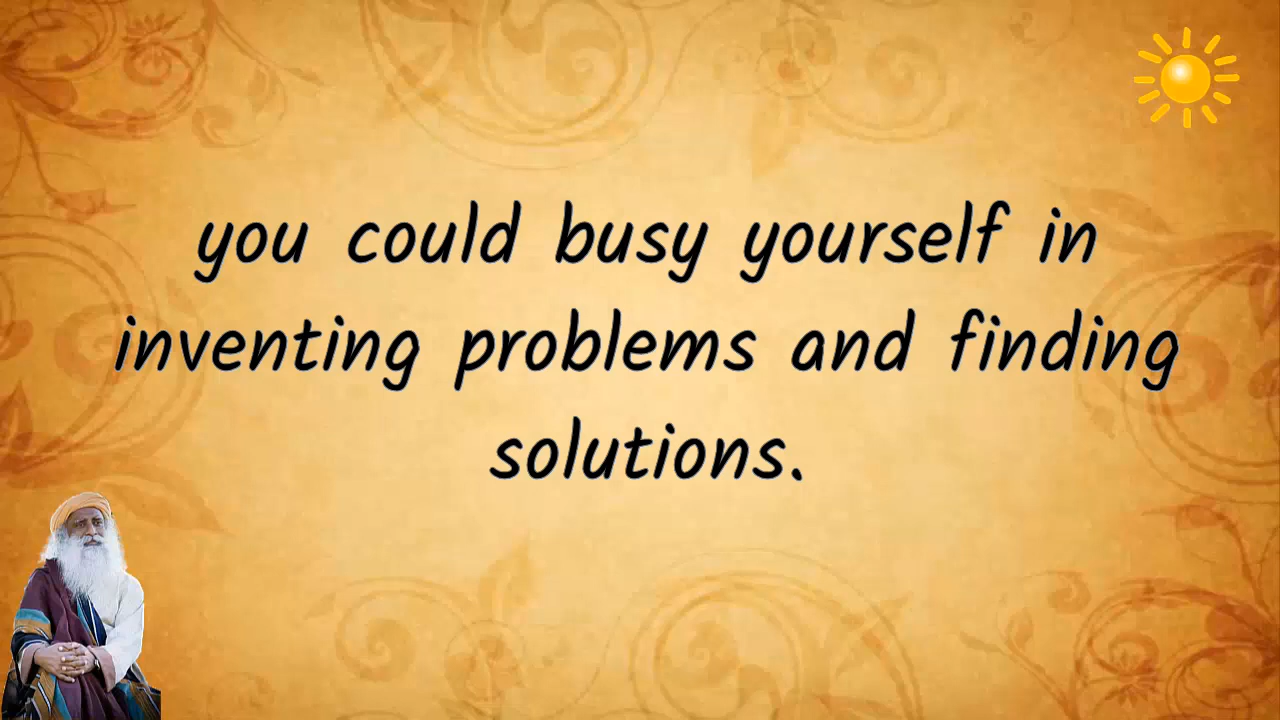 you could busy yourself in
inventing problems and finding
solutions.